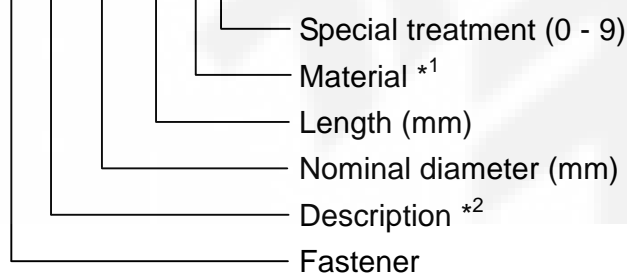 Special treatment (0 - 9)
Material *1
Length (mm)
Nominal diameter (mm)
Description *2
Fastener